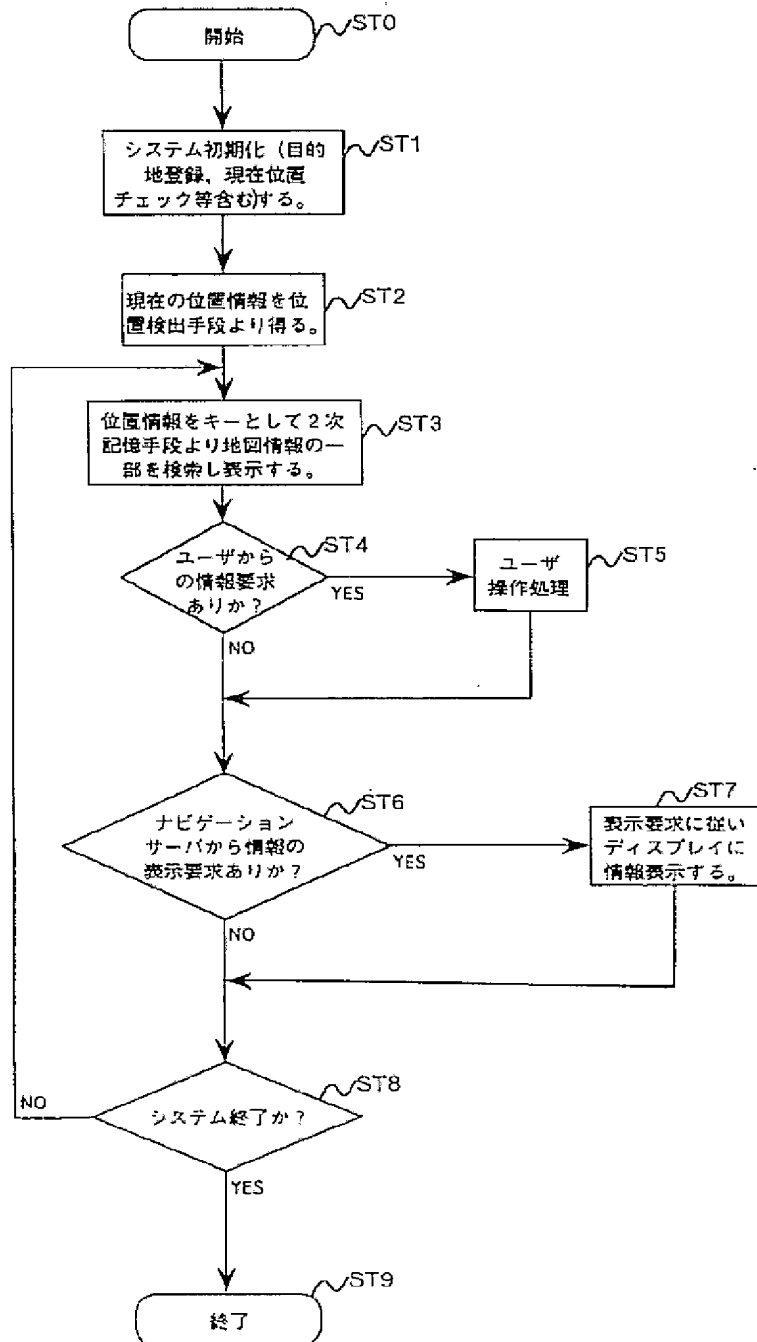 開始
ST0
システム初期化（目的
地登録，現在位置
チェック等含む)する。
ST1
現在の位置情報を位
置検出手段より得る。
ST2
位置情報をキーとして２次
記憶手段より地図情報の一
部を検索し表示する。
ST3
ユーザから
の情報要求
ありか？
ST4
YES
NO
ユーザ
操作処理
ST5
ナビゲーション
サーバから情報の
表示要求ありか？
ST6
YES
NO
ST7
表示要求に従い
ディスプレイに
情報表示する。
システム終了か？
ST8
NO
YES
終了
ST9